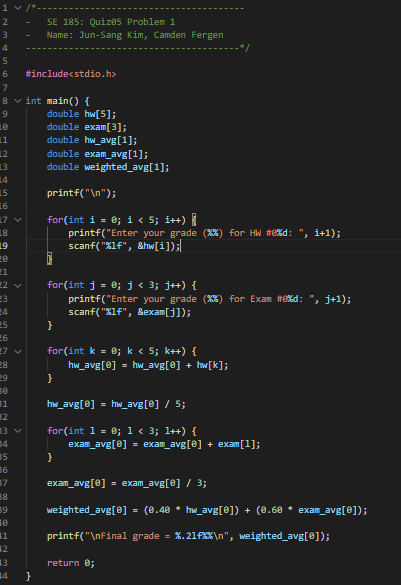 1 /*---------------------------------------
2 -   SE 185: Quiz05 Problem 1
3 -   Name: Jun-Sang Kim, Camden Fergen
4 ---------------------------------------*/
5
6 #include<stdio.h>
7
8 int main() {
9     double hw[5];
10     double exam[3];
11     double hw_avg[1];
12     double exam_avg[1];
13     double weighted_avg[1];
14
15     printf("\n");
16
17     for(int i = 0; i < 5; i++) {
18         printf("Enter your grade (%%) for HW #0%d: ", i+1);
19         scanf("%lf", &hw[i]);
20     }
21
22     for(int j = 0; j < 3; j++) {
23         printf("Enter your grade (%%) for Exam #0%d: ", j+1);
24         scanf("%lf", &exam[j]);
25     }
26
27     for(int k = 0; k < 5; k++) {
28         hw_avg[0] = hw_avg[0] + hw[k];
29     }
30
31     hw_avg[0] = hw_avg[0] / 5;
32
33     for(int l = 0; l < 3; l++) {
34         exam_avg[0] = exam_avg[0] + exam[l];
35     }
36
37     exam_avg[0] = exam_avg[0] / 3;
38
39     weighted_avg[0] = (0.40 * hw_avg[0]) + (0.60 * exam_avg[0]);
40
41     printf("\nFinal grade = %.2lf%%\n", weighted_avg[0]);
42
43     return 0;
44 }